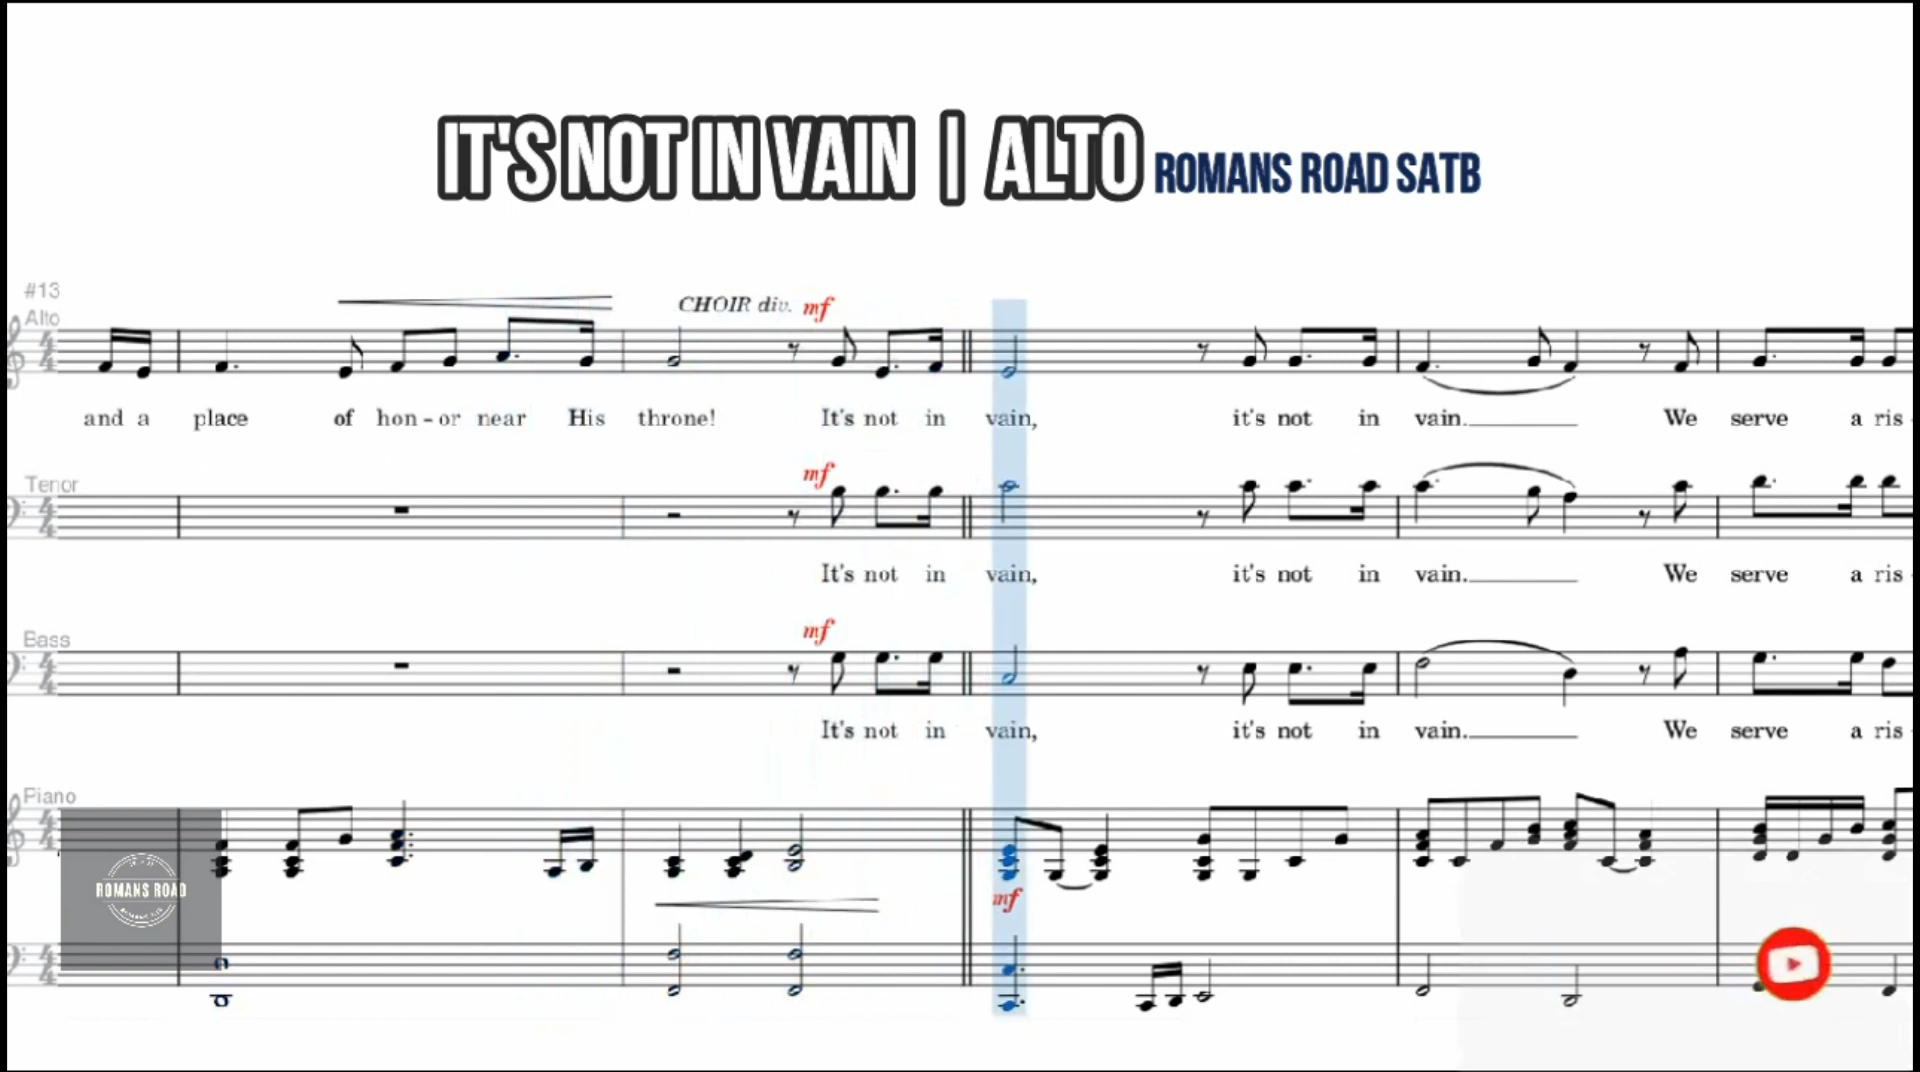 IT'S NOT IN VAIN | ALTO ROMANS ROAD SATB
#13
CHOIR div. mf
Alto
and a place of hon - or near His throne! It's not in vain, it's not in vain. We serve a ris
mf
Tenor
It's not in vain, it's not in vain. We serve a ris
mf
Bass
It's not in vain, it's not in vain. We serve a ris
Piano
ROMANS ROAD
mf